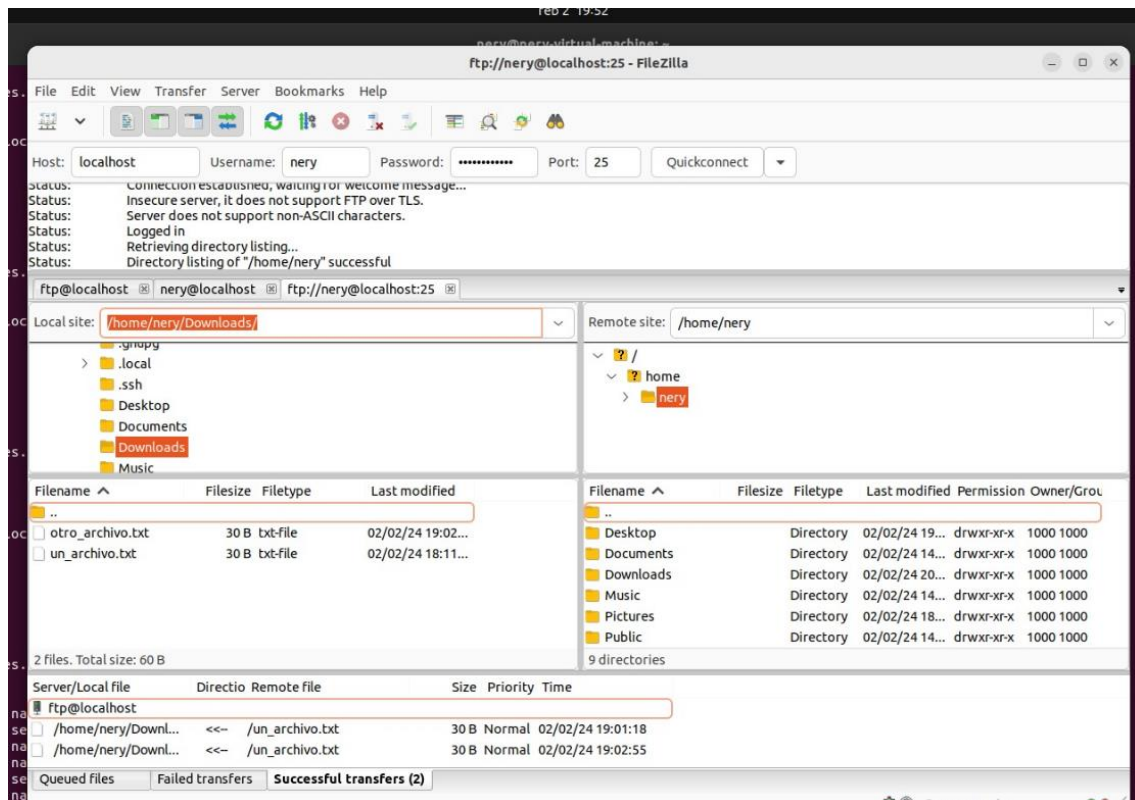 Feb 2 19:52
nery@nery-virtual-machine: ~
ftp://nery@localhost:25 - FileZilla
File Edit View Transfer Server Bookmarks Help
Host: localhost Username: nery Password: •••••••••••• Port: 25 Quickconnect
Status: Connection established, waiting for welcome message...
Status: Insecure server, it does not support FTP over TLS.
Status: Server does not support non-ASCII characters.
Status: Logged in
Status: Retrieving directory listing...
Status: Directory listing of "/home/nery" successful
ftp@localhost nery@localhost ftp://nery@localhost:25
Local site: /home/nery/Downloads/
.gnupg
.local
.ssh
Desktop
Documents
Downloads
Music
Remote site: /home/nery
/
home
nery
Filename Filesize Filetype Last modified
..
otro_archivo.txt 30 B txt-file 02/02/24 19:02...
un_archivo.txt 30 B txt-file 02/02/24 18:11...
2 files. Total size: 60 B
Filename Filesize Filetype Last modified Permission Owner/Grou
..
Desktop Directory 02/02/24 19... drwxr-xr-x 1000 1000
Documents Directory 02/02/24 14... drwxr-xr-x 1000 1000
Downloads Directory 02/02/24 20... drwxr-xr-x 1000 1000
Music Directory 02/02/24 14... drwxr-xr-x 1000 1000
Pictures Directory 02/02/24 18... drwxr-xr-x 1000 1000
Public Directory 02/02/24 14... drwxr-xr-x 1000 1000
9 directories
Server/Local file Directio Remote file Size Priority Time
ftp@localhost
/home/nery/Downl... <<-- /un_archivo.txt 30 B Normal 02/02/24 19:01:18
/home/nery/Downl... <<-- /un_archivo.txt 30 B Normal 02/02/24 19:02:55
Queued files Failed transfers Successful transfers (2)